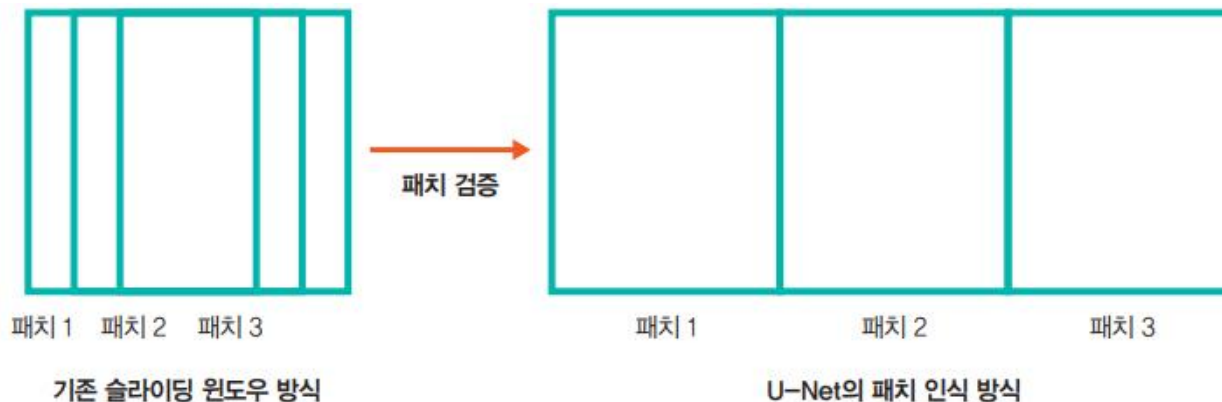 패치 검증
패치 1 패치 2 패치 3
기존 슬라이딩 윈도우 방식
패치 1 패치 2 패치 3
U-Net의 패치 인식 방식